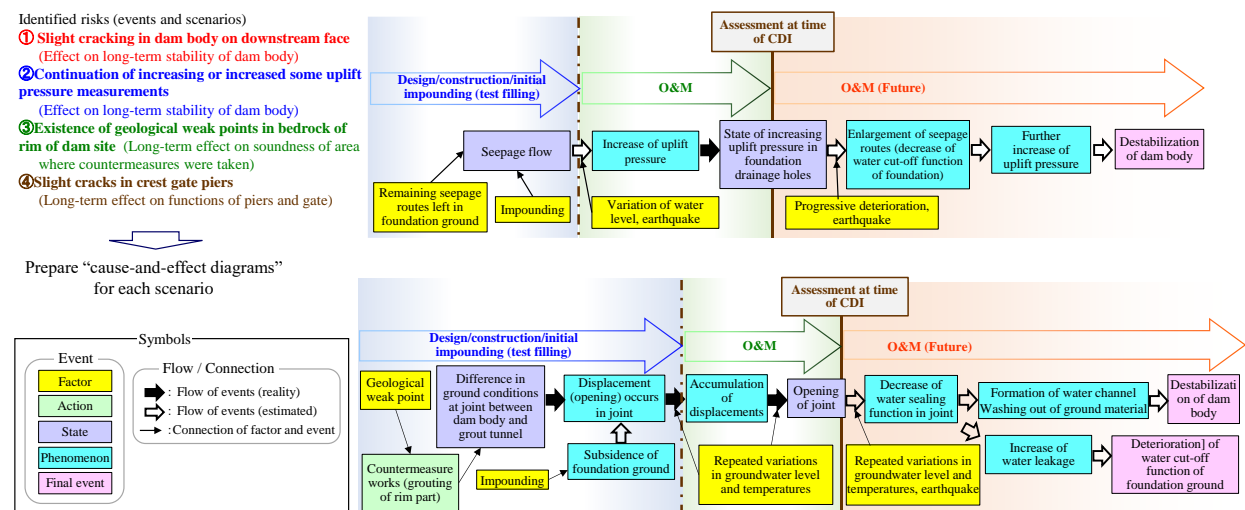 Identified risks (events and scenarios)
① Slight cracking in dam body on downstream face
(Effect on long-term stability of dam body)
②Continuation of increasing or increased some uplift
pressure measurements
(Effect on long-term stability of dam body)
③Existence of geological weak points in bedrock of
rim of dam site (Long-term effect on soundness of area
where countermeasures were taken)
④Slight cracks in crest gate piers
(Long-term effect on functions of piers and gate)
Prepare “cause-and-effect diagrams”
for each scenario
Symbols
Event
Factor
Action
State
Phenomenon
Final event
Flow / Connection
: Flow of events (reality)
: Flow of events (estimated)
:Connection of factor and event
Assessment at time
of CDI
Design/construction/initial
impounding (test filling)
O&M
O&M (Future)
Seepage flow
Increase of uplift
pressure
State of increasing
uplift pressure in
foundation
drainage holes
Enlargement of seepage
routes (decrease of
water cut-off function
of foundation)
Further
increase of
uplift pressure
Destabilization
of dam body
Remaining seepage
routes left in
foundation ground
Impounding
Variation of water
level, earthquake
Progressive deterioration,
earthquake
Assessment at time
of CDI
Design/construction/initial
impounding (test filling)
O&M
O&M (Future)
Geological
weak point
Difference in
ground conditions
at joint between
dam body and
grout tunnel
Displacement
(opening) occurs
in joint
Accumulation
of
displacements
Opening
of joint
Decrease of
water sealing
function in joint
Formation of water channel
Washing out of ground material
Destabilizati
on of dam
body
Countermeasure
works (grouting
of rim part)
Impounding
Subsidence of
foundation ground
Repeated variations
in groundwater level
and temperatures
Repeated variations in
groundwater level and
temperatures, earthquake
Increase of
water leakage
Deterioration] of
water cut-off
function of
foundation ground